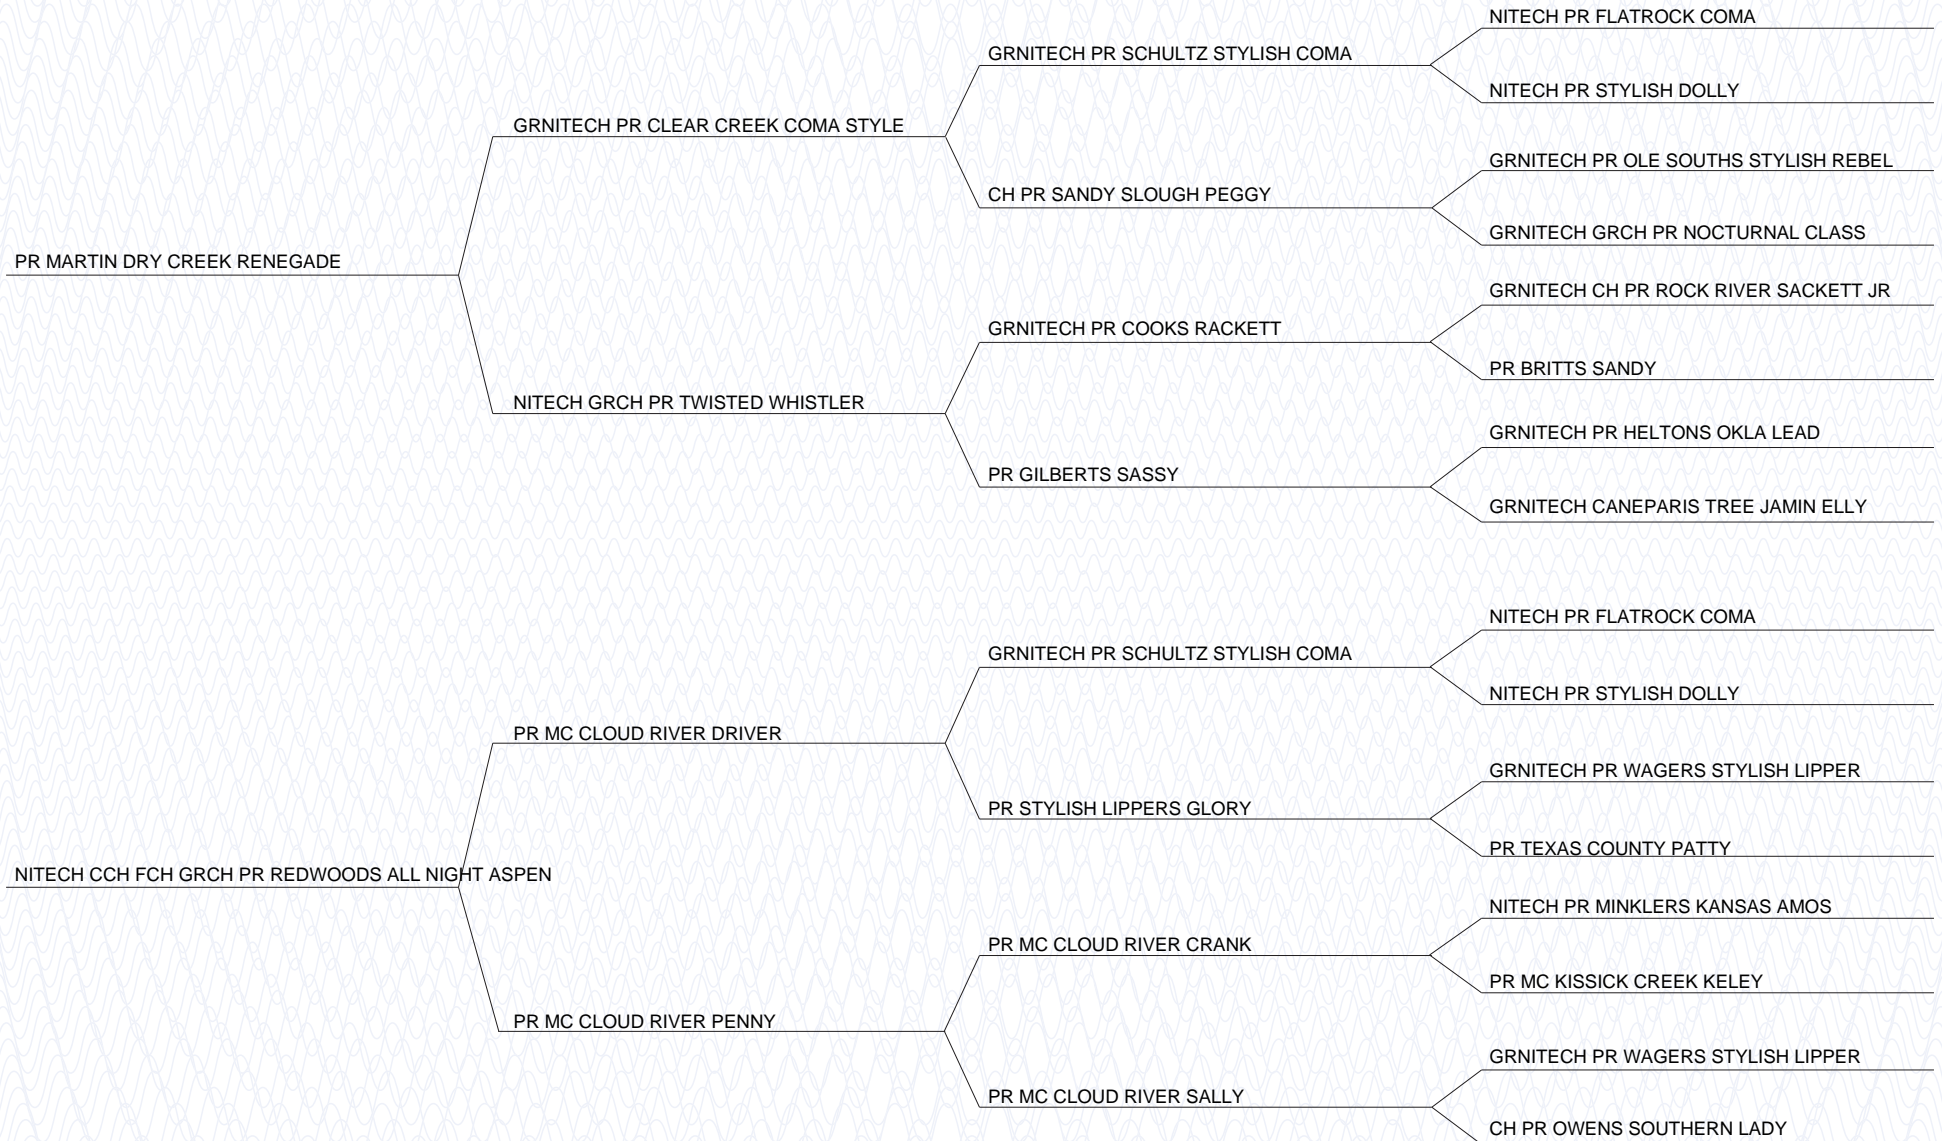 NITECH PR FLATROCK COMA
GRNITECH PR SCHULTZ STYLISH COMA
NITECH PR STYLISH DOLLY
GRNITECH PR CLEAR CREEK COMA STYLE
GRNITECH PR OLE SOUTHS STYLISH REBEL
CH PR SANDY SLOUGH PEGGY
GRNITECH GRCH PR NOCTURNAL CLASS
PR MARTIN DRY CREEK RENEGADE
GRNITECH CH PR ROCK RIVER SACKETT JR
GRNITECH PR COOKS RACKETT
PR BRITTS SANDY
NITECH GRCH PR TWISTED WHISTLER
GRNITECH PR HELTONS OKLA LEAD
PR GILBERTS SASSY
GRNITECH CANEPARIS TREE JAMIN ELLY
NITECH PR FLATROCK COMA
GRNITECH PR SCHULTZ STYLISH COMA
NITECH PR STYLISH DOLLY
PR MC CLOUD RIVER DRIVER
GRNITECH PR WAGERS STYLISH LIPPER
PR STYLISH LIPPERS GLORY
PR TEXAS COUNTY PATTY
NITECH CCH FCH GRCH PR REDWOODS ALL NIGHT ASPEN
NITECH PR MINKLERS KANSAS AMOS
PR MC CLOUD RIVER CRANK
PR MC KISSICK CREEK KELEY
PR MC CLOUD RIVER PENNY
GRNITECH PR WAGERS STYLISH LIPPER
PR MC CLOUD RIVER SALLY
CH PR OWENS SOUTHERN LADY